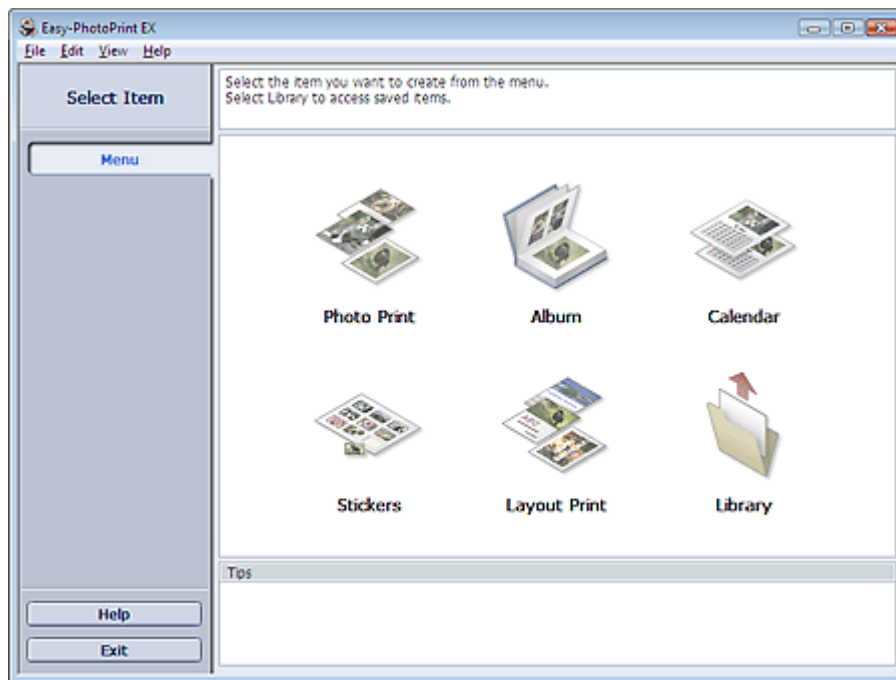 Easy-PhotoPrint EX
File Edit View Help
Select Item
Select the item you want to create from the menu.
Select Library to access saved items.
Menu
Photo Print
Album
Calendar
Stickers
Layout Print
Library
Tips
Help
Exit